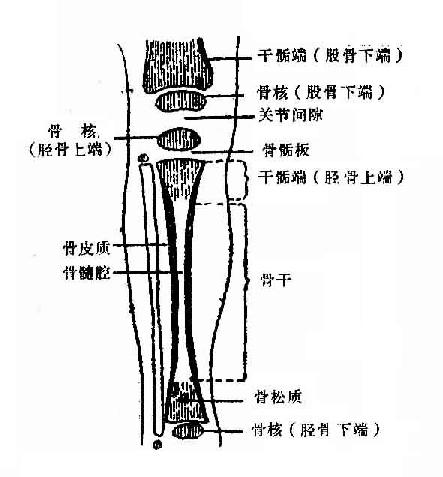 干骺端（股骨下端）
骨核（股骨下端）
关节间隙
骨核
（胫骨上端）
骨骺板
干骺端（胫骨上端）
骨皮质
骨髓腔
骨干
骨松质
骨核（胫骨下端）